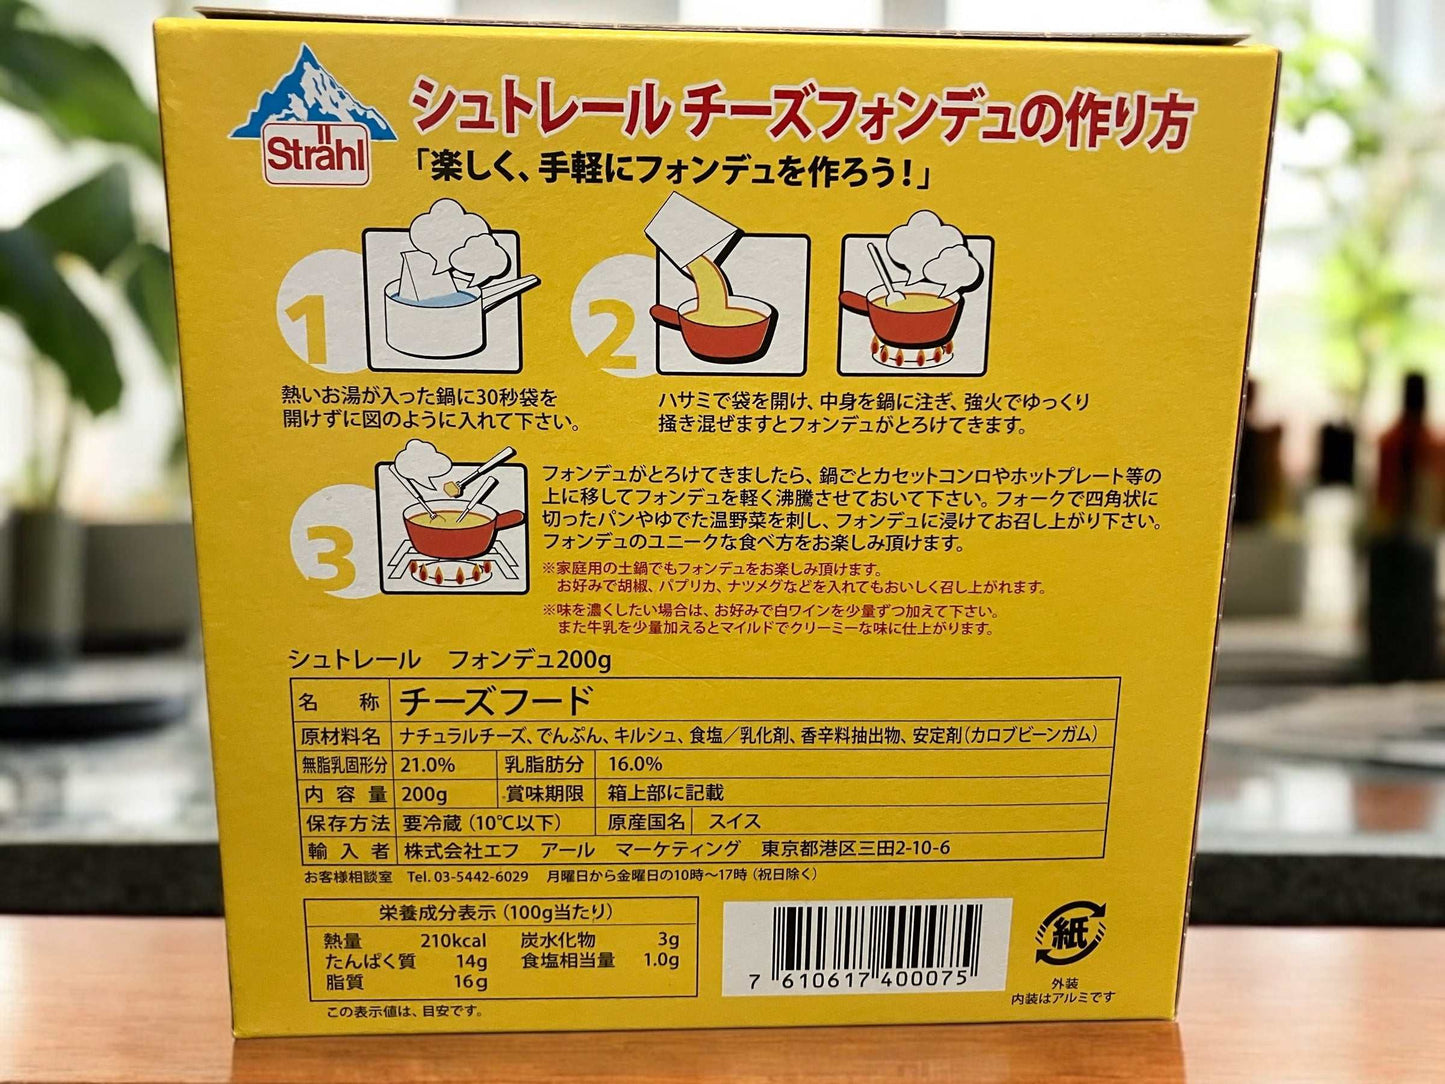 Strähl
シュトレール チーズフォンデュの作り方
「楽しく、手軽にフォンデュを作ろう!」
1
熱いお湯が入った鍋に30秒袋を
開けずに図のように入れて下さい。
2
ハサミで袋を開け、中身を鍋に注ぎ、強火でゆっくり
掻き混ぜますとフォンデュがとろけてきます。
3
フォンデュがとろけてきましたら、鍋ごとカセットコンロやホットプレート等の
上に移してフォンデュを軽く沸騰させておいて下さい。フォークで四角状に
切ったパンやゆでた温野菜を刺し、フォンデュに浸けてお召し上がり下さい。
フォンデュのユニークな食べ方をお楽しみ頂けます。
※家庭用の土鍋でもフォンデュをお楽しみ頂けます。
お好みで胡椒、パプリカ、ナツメグなどを入れてもおいしく召し上がれます。
※味を濃くしたい場合は、お好みで白ワインを少量ずつ加えて下さい。
また牛乳を少量加えるとマイルドでクリーミーな味に仕上がります。
シュトレール フォンデュ200g
名称 チーズフード
原材料名 ナチュラルチーズ、でんぷん、キルシュ、食塩／乳化剤、香辛料抽出物、安定剤(カロブビーンガム)
無脂乳固形分 21.0% 乳脂肪分 16.0%
内容量 200g 賞味期限 箱上部に記載
保存方法 要冷蔵(10℃以下) 原産国名 スイス
輸入者 株式会社エフ アール マーケティング 東京都港区三田2-10-6
お客様相談室 Tel. 03-5442-6029 月曜日から金曜日の10時〜17時(祝日除く)
栄養成分表示(100g当たり)
熱量 210kcal 炭水化物 3g
たんぱく質 14g 食塩相当量 1.0g
脂質 16g
この表示値は、目安です。
7 610617 400075
紙
外装
内装はアルミです